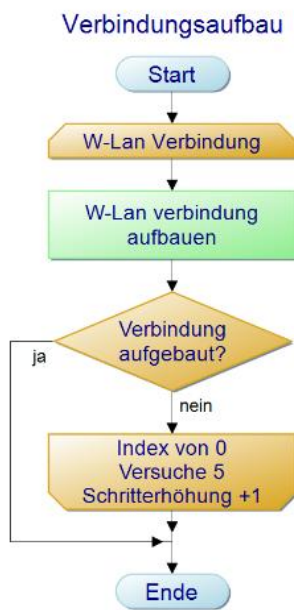 Verbindungsaufbau
Start
W-Lan Verbindung
W-Lan verbindung
aufbauen
Verbindung
aufgebaut?
ja
nein
Index von 0
Versuche 5
Schritterhöhung +1
Ende